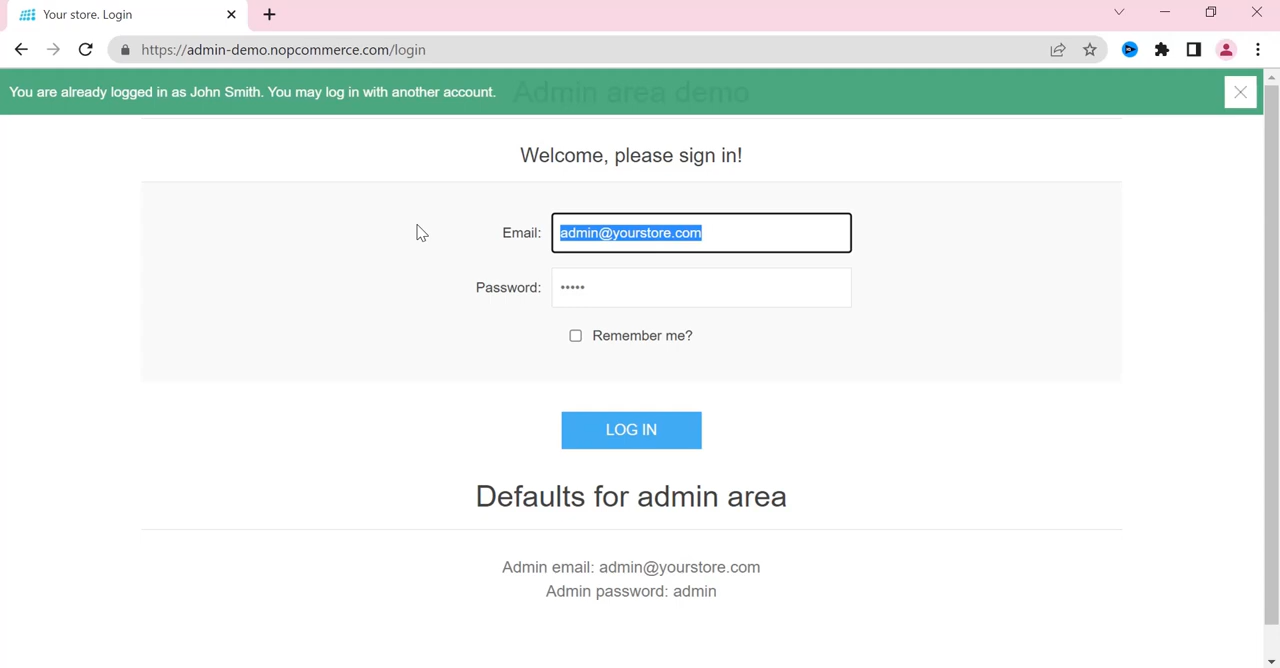 Your store. Login
https://admin-demo.nopcommerce.com/login
You are already logged in as John Smith. You may log in with another account.
Admin area demo
Welcome, please sign in!
Email: admin@yourstore.com
Password: •••••
Remember me?
LOG IN
Defaults for admin area
Admin email: admin@yourstore.com
Admin password: admin